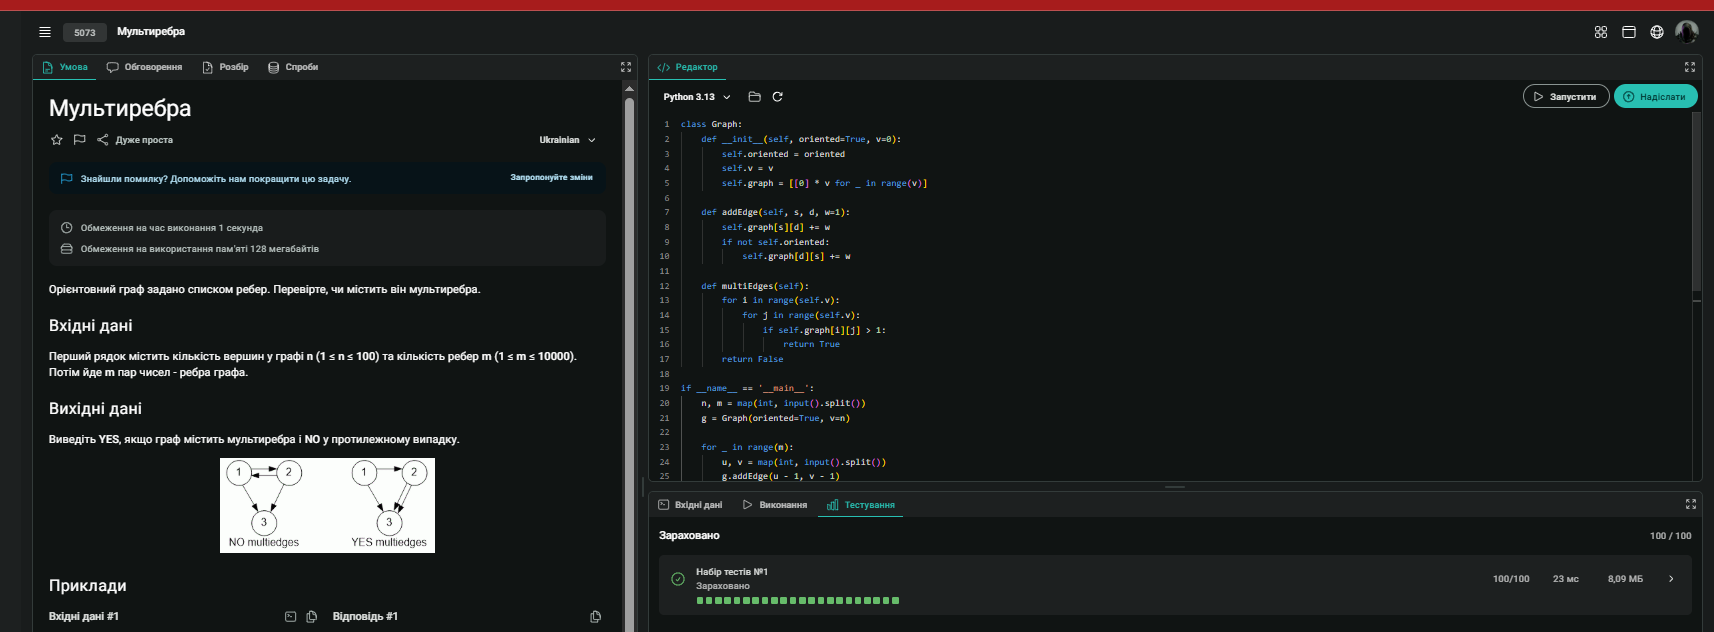 5073 Мультиребра
Умова Обговорення Розбір Спроби
Мультиребра
Дуже проста Ukrainian
Знайшли помилку? Допоможіть нам покращити цю задачу. Запропонуйте зміни
Обмеження на час виконання 1 секунда
Обмеження на використання пам'яті 128 мегабайтів
Орієнтовний граф задано списком ребер. Перевірте, чи містить він мультиребра.
Вхідні дані
Перший рядок містить кількість вершин у графі n (1 ≤ n ≤ 100) та кількість ребер m (1 ≤ m ≤ 10000).
Потім йде m пар чисел - ребра графа.
Вихідні дані
Виведіть YES, якщо граф містить мультиребра і NO у протилежному випадку.
1 2 1 2
3 3
NO multiedges YES multiedges
Приклади
Вхідні дані #1 Відповідь #1
</> Редактор
Python 3.13 Запустити Надіслати
1 class Graph:
2 def __init__(self, oriented=True, v=0):
3 self.oriented = oriented
4 self.v = v
5 self.graph = [[0] * v for _ in range(v)]
6
7 def addEdge(self, s, d, w=1):
8 self.graph[s][d] += w
9 if not self.oriented:
10 self.graph[d][s] += w
11
12 def multiEdges(self):
13 for i in range(self.v):
14 for j in range(self.v):
15 if self.graph[i][j] > 1:
16 return True
17 return False
18
19 if __name__ == '__main__':
20 n, m = map(int, input().split())
21 g = Graph(oriented=True, v=n)
22
23 for _ in range(m):
24 u, v = map(int, input().split())
25 g.addEdge(u - 1, v - 1)
Вхідні дані Виконання Тестування
Зараховано 100 / 100
Набір тестів №1
Зараховано
100/100 23 мс 8,09 МБ